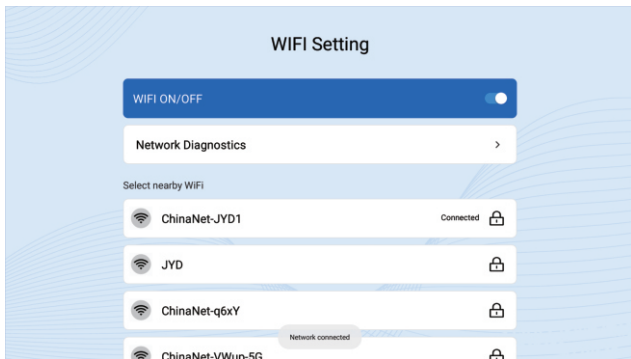 WIFI Setting
WIFI ON/OFF
Network Diagnostics
Select nearby WiFi
ChinaNet-JYD1 Connected
JYD
ChinaNet-q6xY
Network connected
ChinaNet-VWup-5G